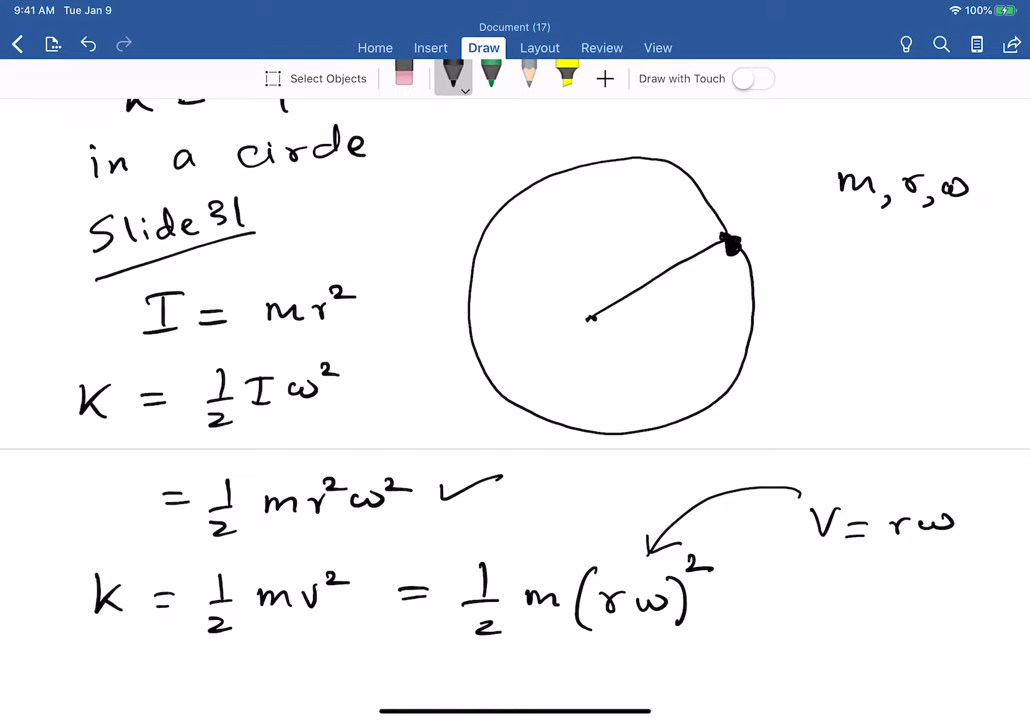 9:41 AM Tue Jan 9
100%
Document (17)
Home Insert Draw Layout Review View
Select Objects
Draw with Touch
in a circle
Slide 31
m, r, ω
I = mr²
K = 1/2 I ω²
= 1/2 m r² ω² ✓
V = rω
K = 1/2 mv² = 1/2 m (rω)²